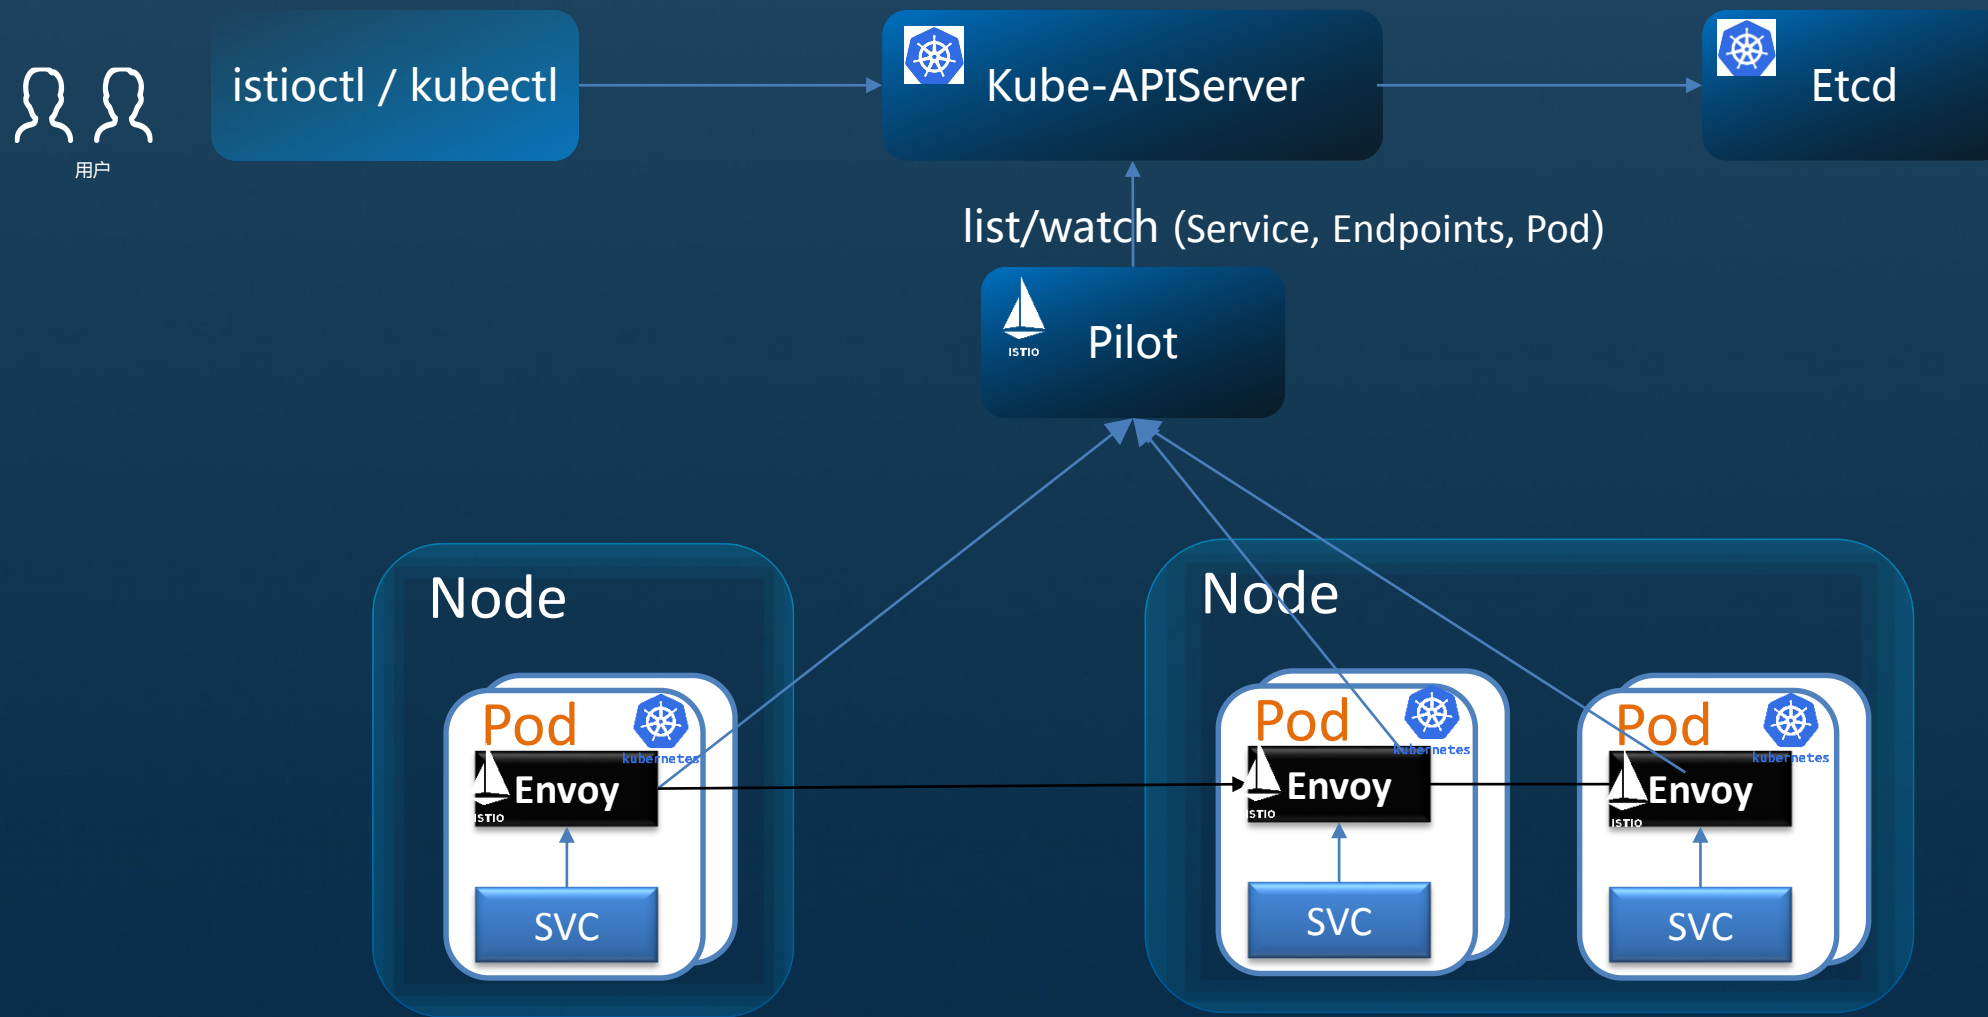 istioctl / kubectl
Kube-APIServer
Etcd
用户
list/watch (Service, Endpoints, Pod)
ISTIO
Pilot
Node
Node
Pod
kubernetes
Envoy
ISTIO
SVC
Pod
kubernetes
Envoy
ISTIO
SVC
Pod
kubernetes
Envoy
ISTIO
SVC